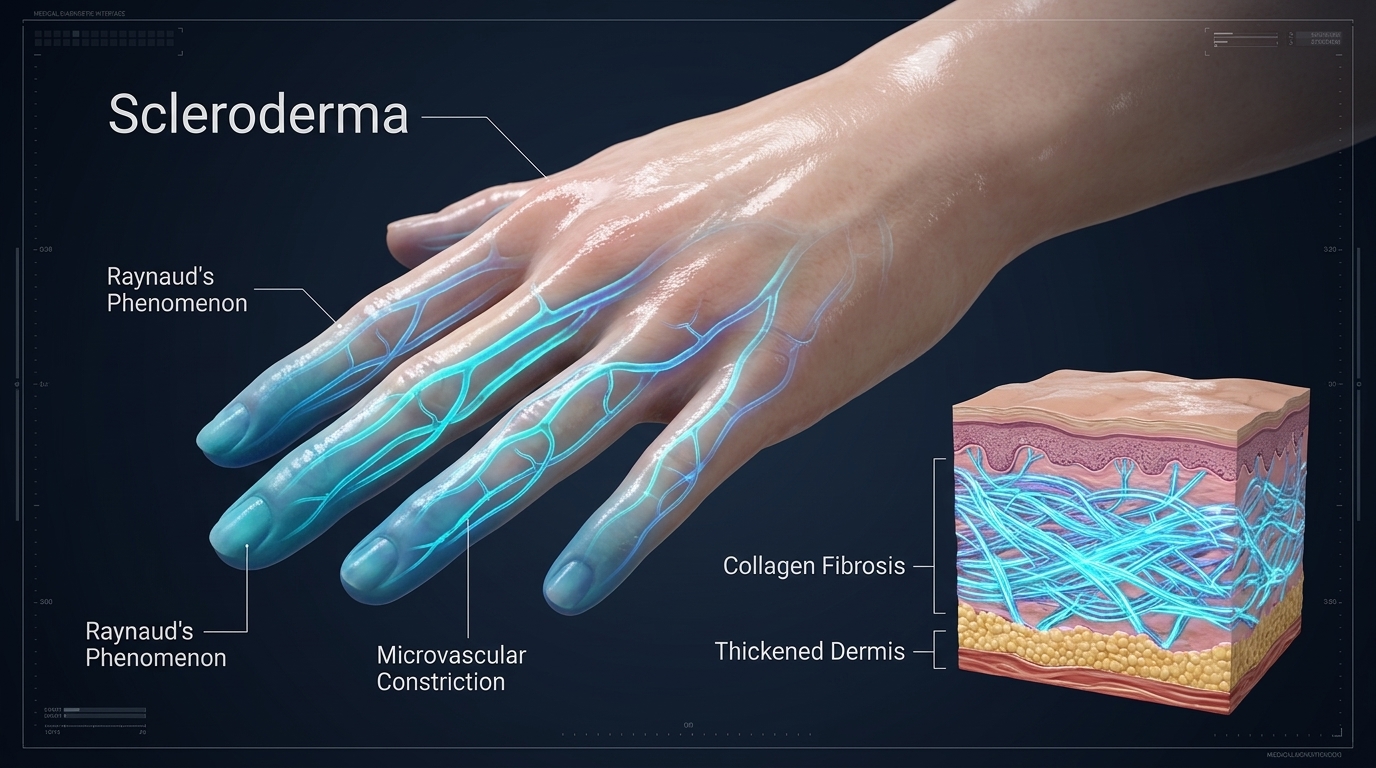 Scleroderma
Raynaud's
Phenomenon
Raynaud's
Phenomenon
Microvascular
Constriction
Collagen Fibrosis
Thickened Dermis